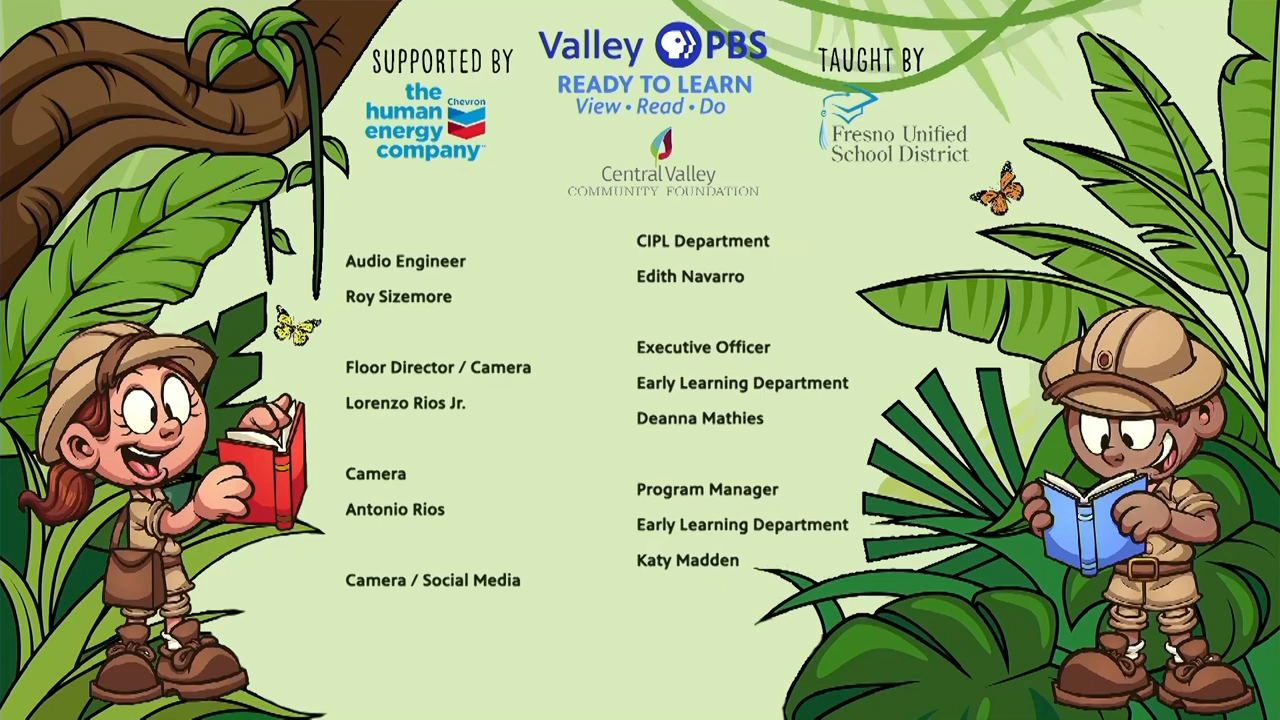 SUPPORTED BY
the
human
energy
company™
Chevron
Valley PBS
READY TO LEARN
View • Read • Do
Central Valley
COMMUNITY FOUNDATION
TAUGHT BY
Fresno Unified
School District
Audio Engineer
Roy Sizemore
Floor Director / Camera
Lorenzo Rios Jr.
Camera
Antonio Rios
Camera / Social Media
CIPL Department
Edith Navarro
Executive Officer
Early Learning Department
Deanna Mathies
Program Manager
Early Learning Department
Katy Madden